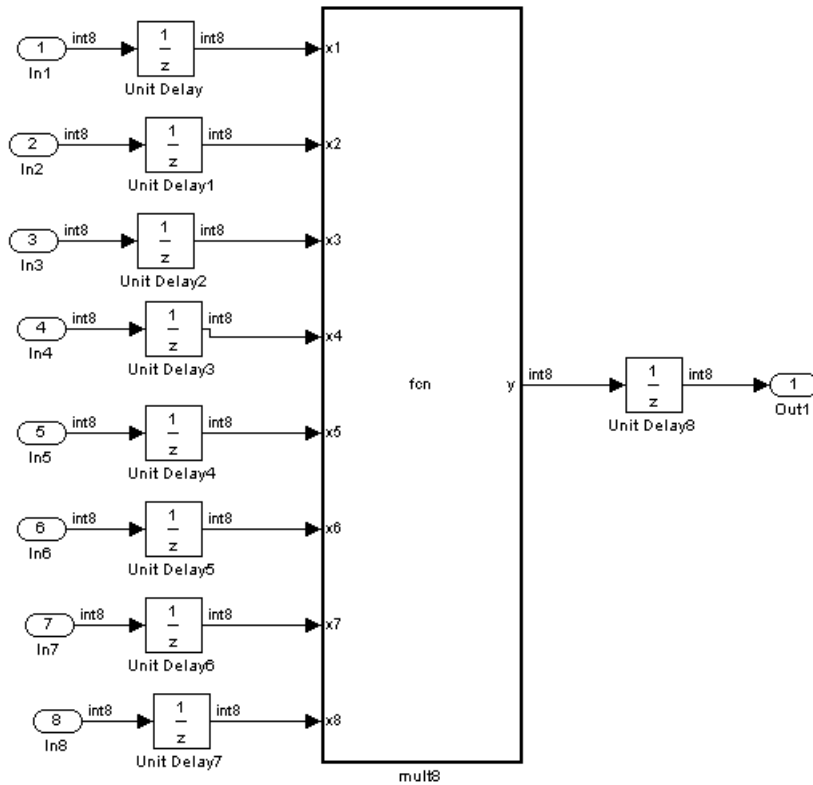 1 int8 1/z int8 x1
In1 Unit Delay
2 int8 1/z int8 x2
In2 Unit Delay1
3 int8 1/z int8 x3
In3 Unit Delay2
4 int8 1/z int8 x4
In4 Unit Delay3
fcn y int8 1/z int8 1
Unit Delay8 Out1
5 int8 1/z int8 x5
In5 Unit Delay4
6 int8 1/z int8 x6
In6 Unit Delay5
7 int8 1/z int8 x7
In7 Unit Delay6
8 int8 1/z int8 x8
In8 Unit Delay7
mult8